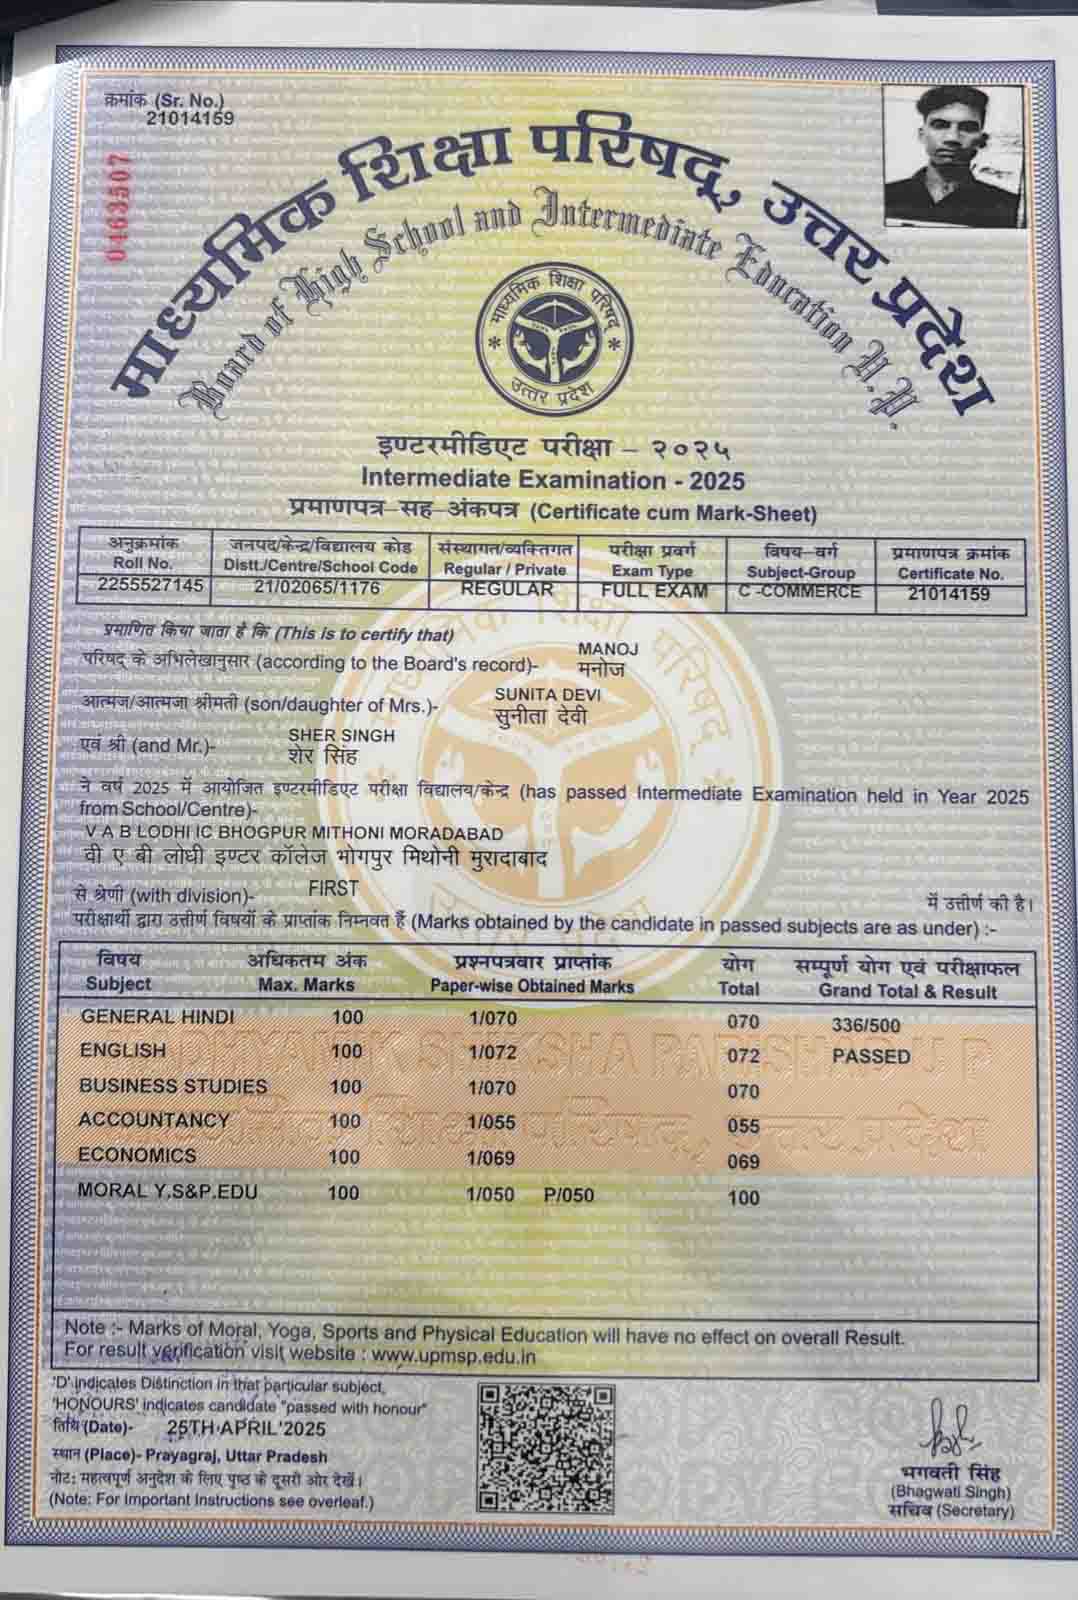 क्रमांक (Sr. No.)
21014159
0463507
माध्यमिक शिक्षा परिषद्, उत्तर प्रदेश
Board of High School and Intermediate Education U.P.
माध्यमिक शिक्षा परिषद्
उत्तर प्रदेश
इण्टरमीडिएट परीक्षा – २०२५
Intermediate Examination - 2025
प्रमाणपत्र सह अंकपत्र (Certificate cum Mark-Sheet)
अनुक्रमांक जनपद/केन्द्र/विद्यालय कोड संस्थागत/व्यक्तिगत परीक्षा प्रवर्ग विषय वर्ग प्रमाणपत्र क्रमांक
Roll No. Distt./Centre/School Code Regular / Private Exam Type Subject-Group Certificate No.
2255527145 21/02065/1176 REGULAR FULL EXAM C -COMMERCE 21014159
प्रमाणित किया जाता है कि (This is to certify that)
MANOJ
परिषद् के अभिलेखानुसार (according to the Board's record)- मनोज
SUNITA DEVI
आत्मज/आत्मजा श्रीमती (son/daughter of Mrs.)- सुनीता देवी
SHER SINGH
एवं श्री (and Mr.)- शेर सिंह
ने वर्ष 2025 में आयोजित इण्टरमीडिएट परीक्षा विद्यालय/केन्द्र (has passed Intermediate Examination held in Year 2025
from School/Centre)-
V A B LODHI IC BHOGPUR MITHONI MORADABAD
वी ए बी लोधी इण्टर कॉलेज भोगपुर मिथोनी मुरादाबाद
से श्रेणी (with division)- FIRST में उत्तीर्ण की है।
परीक्षार्थी द्वारा उत्तीर्ण विषयों के प्राप्तांक निम्नवत हैं (Marks obtained by the candidate in passed subjects are as under) :-
विषय अधिकतम अंक प्रश्नपत्रवार प्राप्तांक योग सम्पूर्ण योग एवं परीक्षाफल
Subject Max. Marks Paper-wise Obtained Marks Total Grand Total & Result
GENERAL HINDI 100 1/070 070 336/500
ENGLISH 100 1/072 072 PASSED
BUSINESS STUDIES 100 1/070 070
ACCOUNTANCY 100 1/055 055
ECONOMICS 100 1/069 069
MORAL Y,S&P.EDU 100 1/050 P/050 100
Note :- Marks of Moral, Yoga, Sports and Physical Education will have no effect on overall Result.
For result verification visit website : www.upmsp.edu.in
'D' indicates Distinction in that particular subject,
'HONOURS' indicates candidate "passed with honour"
तिथि (Date)- 25TH APRIL'2025
स्थान (Place)- Prayagraj, Uttar Pradesh
नोट: महत्वपूर्ण अनुदेश के लिए पृष्ठ के दूसरी ओर देखें।
(Note: For Important Instructions see overleaf.)
भगवती सिंह
(Bhagwati Singh)
सचिव (Secretary)